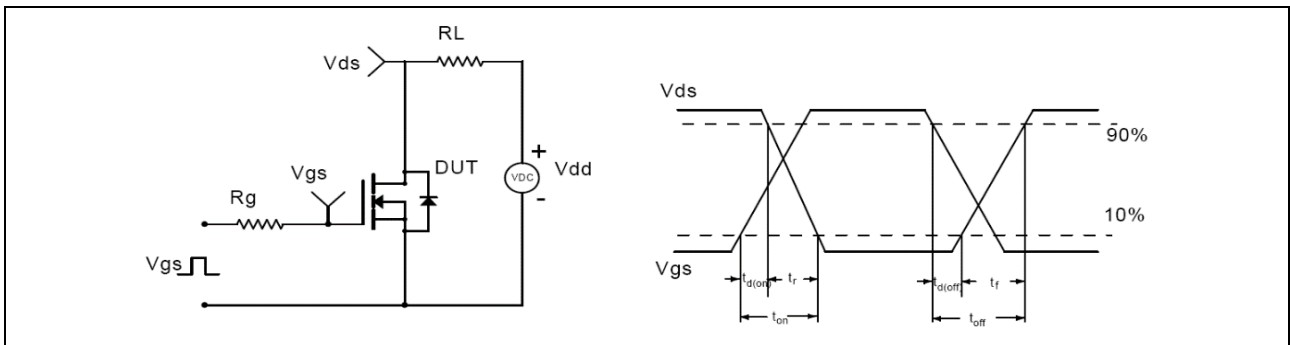 RL
Vds
Vgs
DUT
+
VDC
Vdd
-
Rg
Vgs
Vds
90%
10%
Vgs
td(on)
tr
td(off)
tf
ton
toff